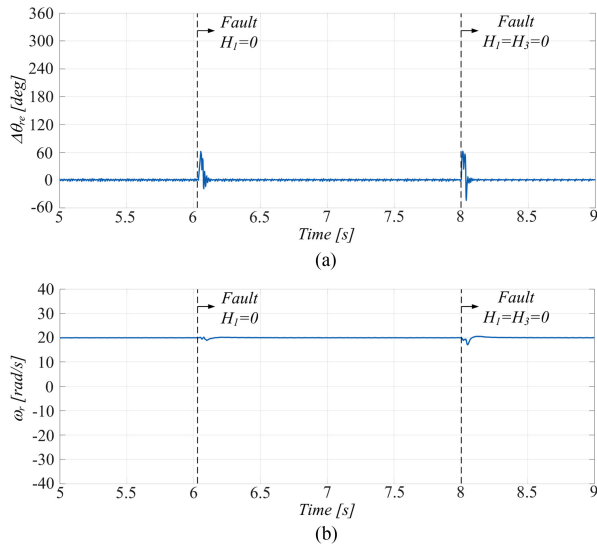 360
300
240
180
120
60
0
-60
Δθre [deg]
Fault
H1=0
Fault
H1=H3=0
5 5.5 6 6.5 7 7.5 8 8.5 9
Time [s]
(a)
40
30
20
10
0
-10
-20
-30
-40
ωr [rad/s]
Fault
H1=0
Fault
H1=H3=0
5 5.5 6 6.5 7 7.5 8 8.5 9
Time [s]
(b)